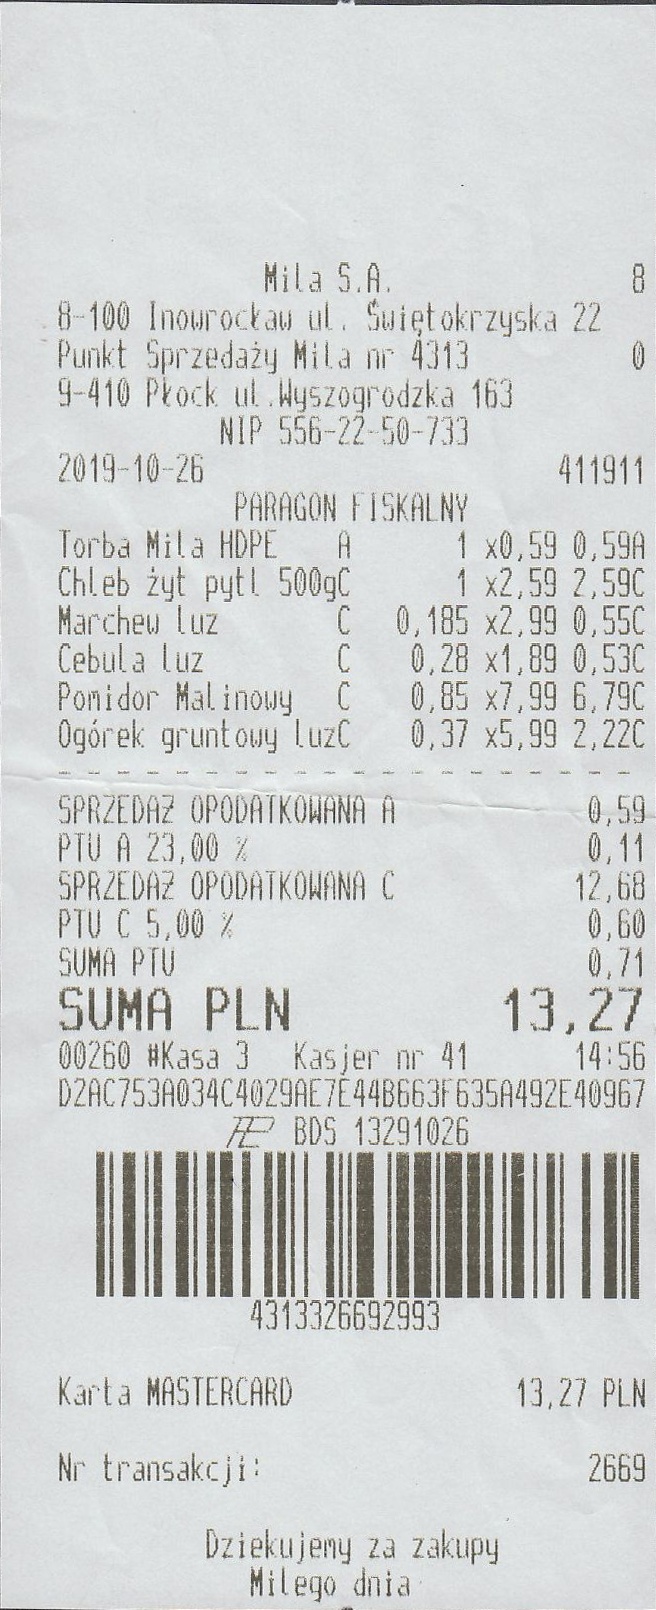 Mila S.A. 8
8-100 Inowrocław ul. Świętokrzyska 22
Punkt Sprzedaży Mila nr 4313 0
9-410 Płock ul.Wyszogrodzka 163
NIP 556-22-50-733
2019-10-26 411911
PARAGON FISKALNY
Torba Mila HDPE A 1 x0,59 0,59A
Chleb żyt pytl 500gC 1 x2,59 2,59C
Marchew luz C 0,185 x2,99 0,55C
Cebula luz C 0,28 x1,89 0,53C
Pomidor Malinowy C 0,85 x7,99 6,79C
Ogórek gruntowy luzC 0,37 x5,99 2,22C
SPRZEDAŻ OPODATKOWANA A 0,59
PTU A 23,00 % 0,11
SPRZEDAŻ OPODATKOWANA C 12,68
PTU C 5,00 % 0,60
SUMA PTU 0,71
SUMA PLN 13,27
00260 #Kasa 3 Kasjer nr 41 14:56
D2AC753A034C4029AE7E44B663F635A492E40967
BDS 13291026
4313326692993
Karta MASTERCARD 13,27 PLN
Nr transakcji: 2669
Dziekujemy za zakupy
Milego dnia